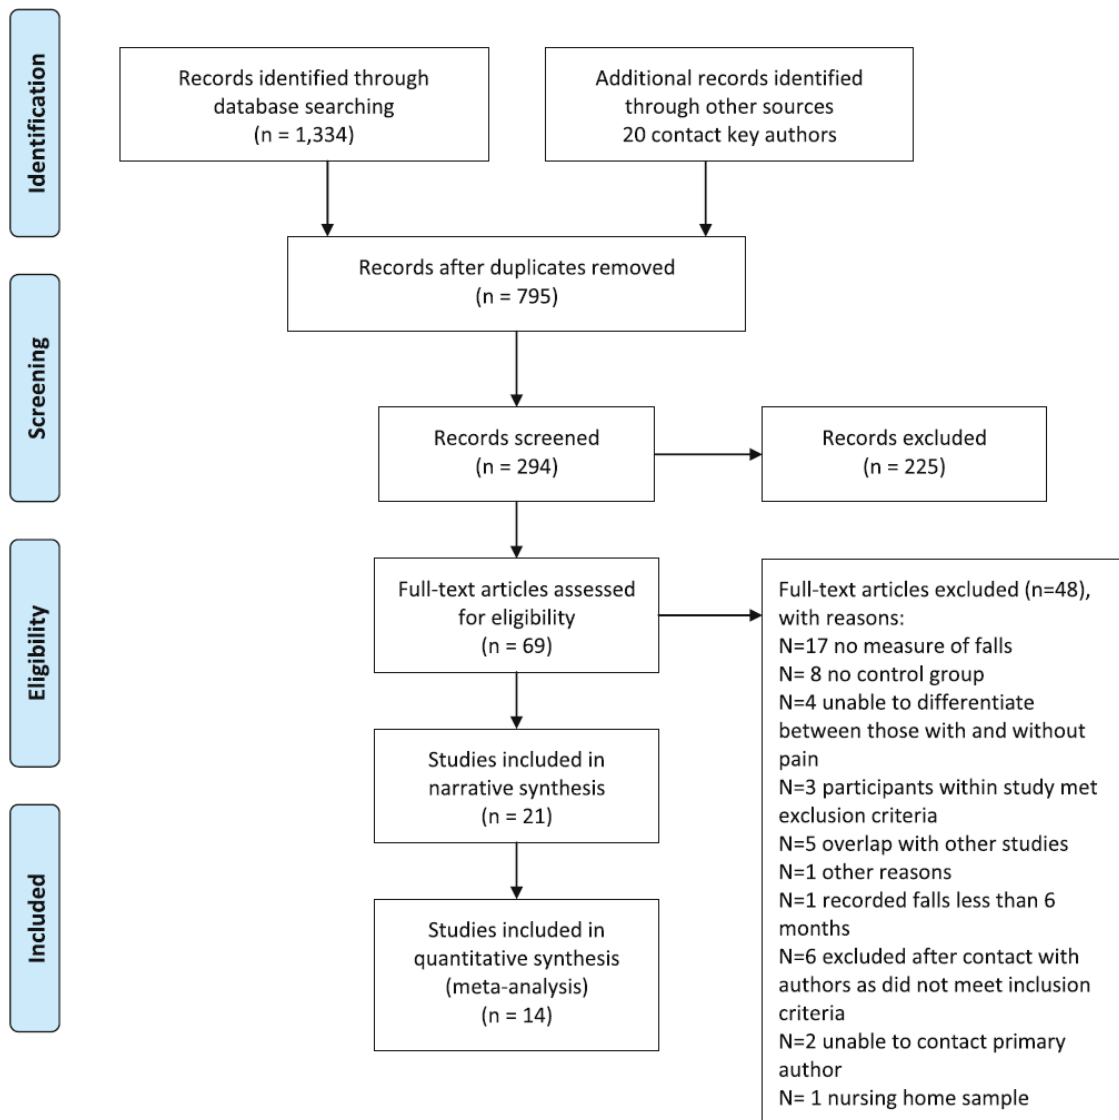 Identification
Records identified through
database searching
(n = 1,334)
Additional records identified
through other sources
20 contact key authors
Records after duplicates removed
(n = 795)
Screening
Records screened
(n = 294)
Records excluded
(n = 225)
Eligibility
Full-text articles assessed
for eligibility
(n = 69)
Full-text articles excluded (n=48),
with reasons:
N=17 no measure of falls
N= 8 no control group
N=4 unable to differentiate
between those with and without
pain
N=3 participants within study met
exclusion criteria
N=5 overlap with other studies
N=1 other reasons
N=1 recorded falls less than 6
months
N=6 excluded after contact with
authors as did not meet inclusion
criteria
N=2 unable to contact primary
author
N= 1 nursing home sample
Studies included in
narrative synthesis
(n = 21)
Included
Studies included in
quantitative synthesis
(meta-analysis)
(n = 14)